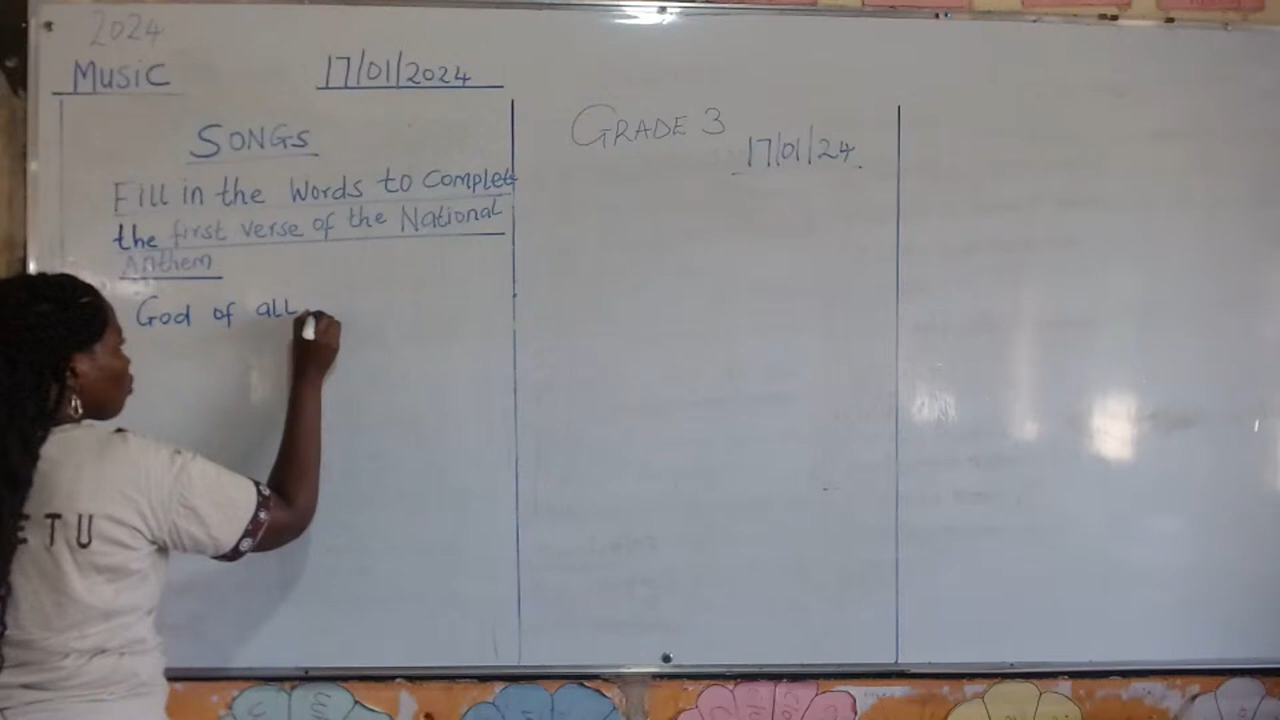 2024
MUSIC
17/01/2024
SONGS
Fill in the words to Complet
the first verse of the National
Anthem
God of all
GRADE 3
17/01/24
ETU